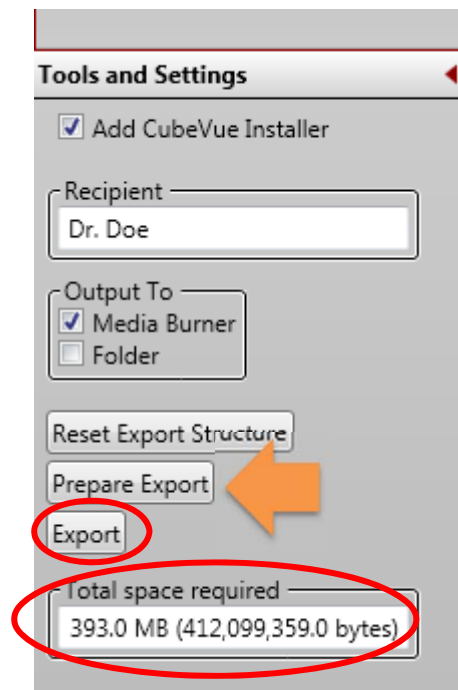 Tools and Settings
Add CubeVue Installer
Recipient
Dr. Doe
Output To
Media Burner
Folder
Reset Export Structure
Prepare Export
Export
Total space required
393.0 MB (412,099,359.0 bytes)